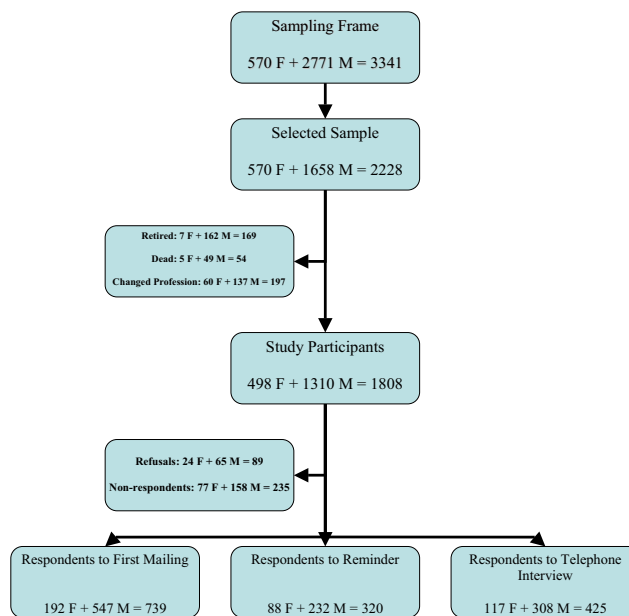 Sampling Frame
570 F + 2771 M = 3341
Selected Sample
570 F + 1658 M = 2228
Retired: 7 F + 162 M = 169
Dead: 5 F + 49 M = 54
Changed Profession: 60 F + 137 M = 197
Study Participants
498 F + 1310 M = 1808
Refusals: 24 F + 65 M = 89
Non-respondents: 77 F + 158 M = 235
Respondents to First Mailing
192 F + 547 M = 739
Respondents to Reminder
88 F + 232 M = 320
Respondents to Telephone
Interview
117 F + 308 M = 425